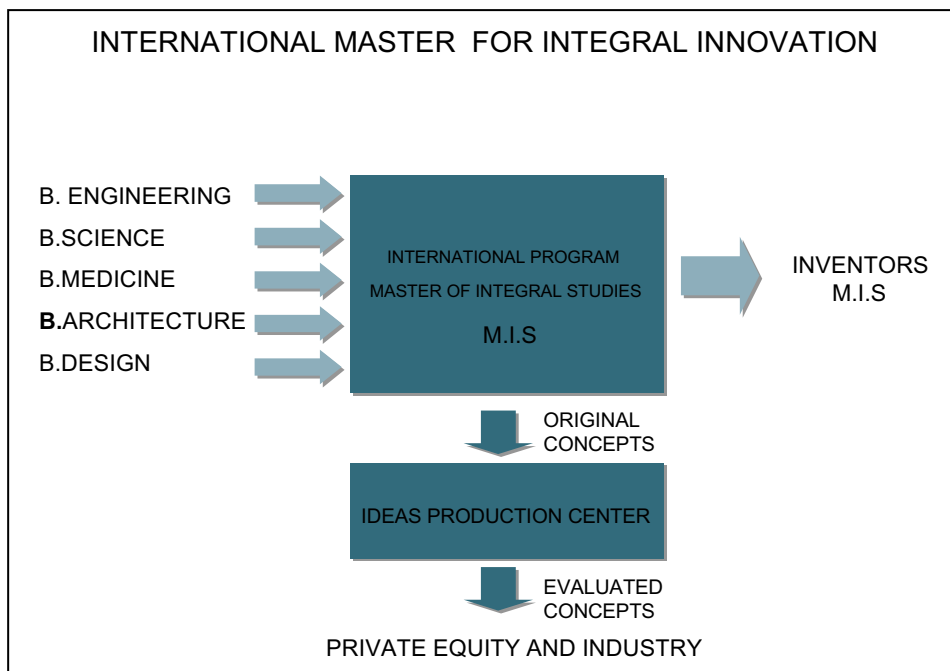 INTERNATIONAL MASTER FOR INTEGRAL INNOVATION
B. ENGINEERING
B.SCIENCE
B.MEDICINE
B.ARCHITECTURE
B.DESIGN
INTERNATIONAL PROGRAM
MASTER OF INTEGRAL STUDIES
M.I.S
INVENTORS
M.I.S
ORIGINAL
CONCEPTS
IDEAS PRODUCTION CENTER
EVALUATED
CONCEPTS
PRIVATE EQUITY AND INDUSTRY